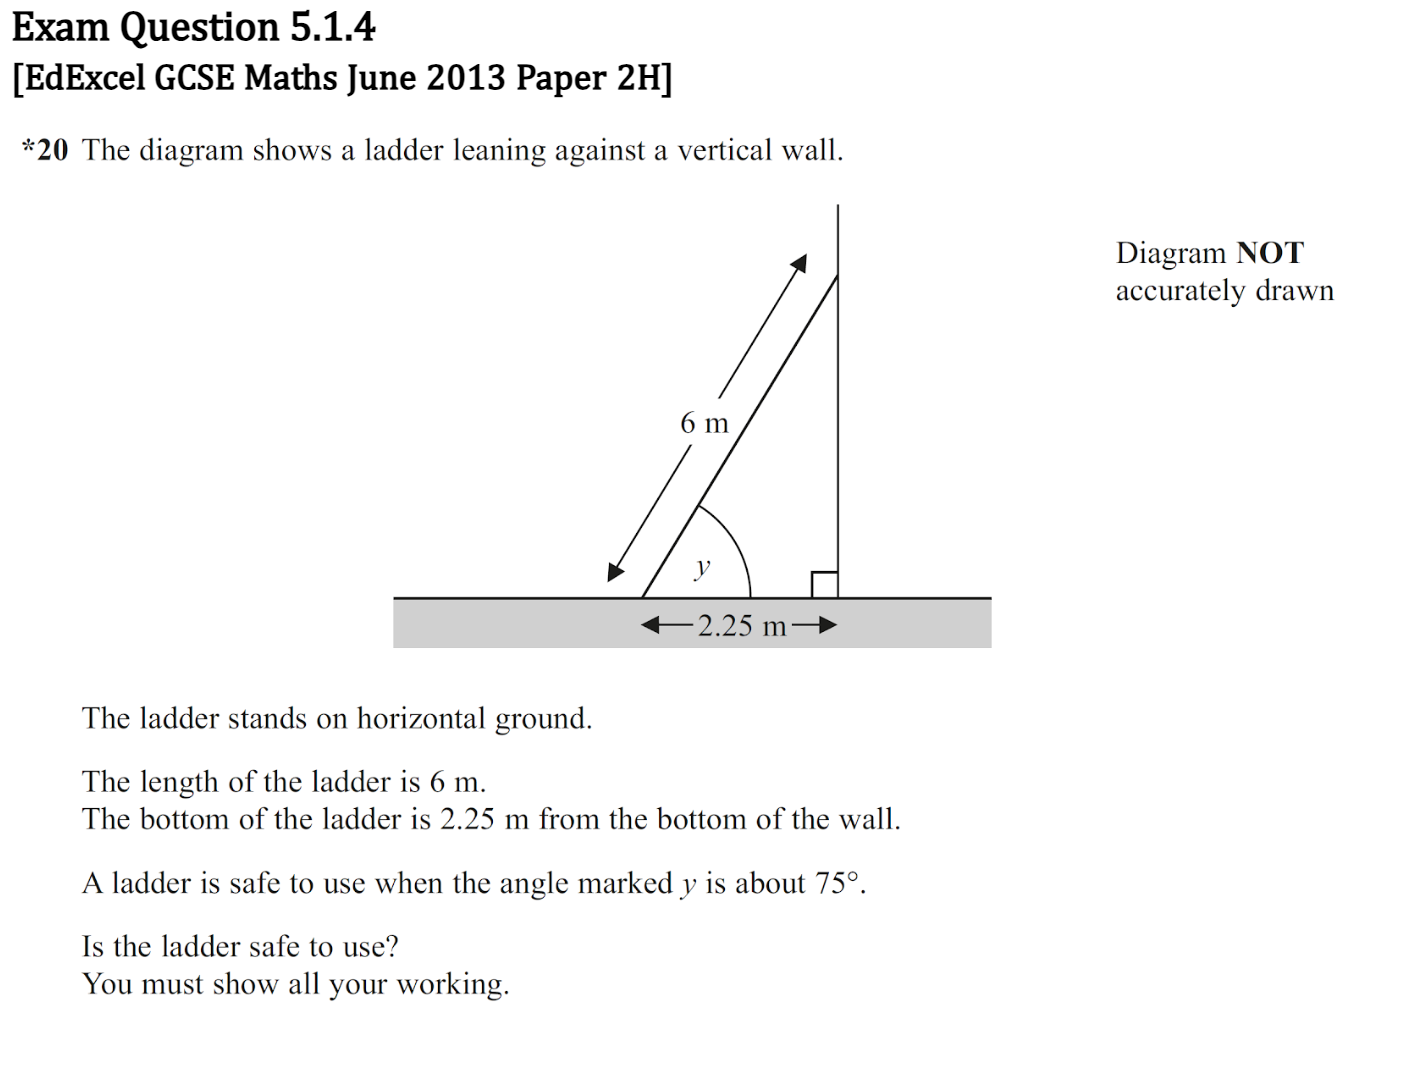 Exam Question 5.1.4
[EdExcel GCSE Maths June 2013 Paper 2H]
*20 The diagram shows a ladder leaning against a vertical wall.
Diagram NOT
accurately drawn
6 m
y
2.25 m
The ladder stands on horizontal ground.
The length of the ladder is 6 m.
The bottom of the ladder is 2.25 m from the bottom of the wall.
A ladder is safe to use when the angle marked y is about 75°.
Is the ladder safe to use?
You must show all your working.